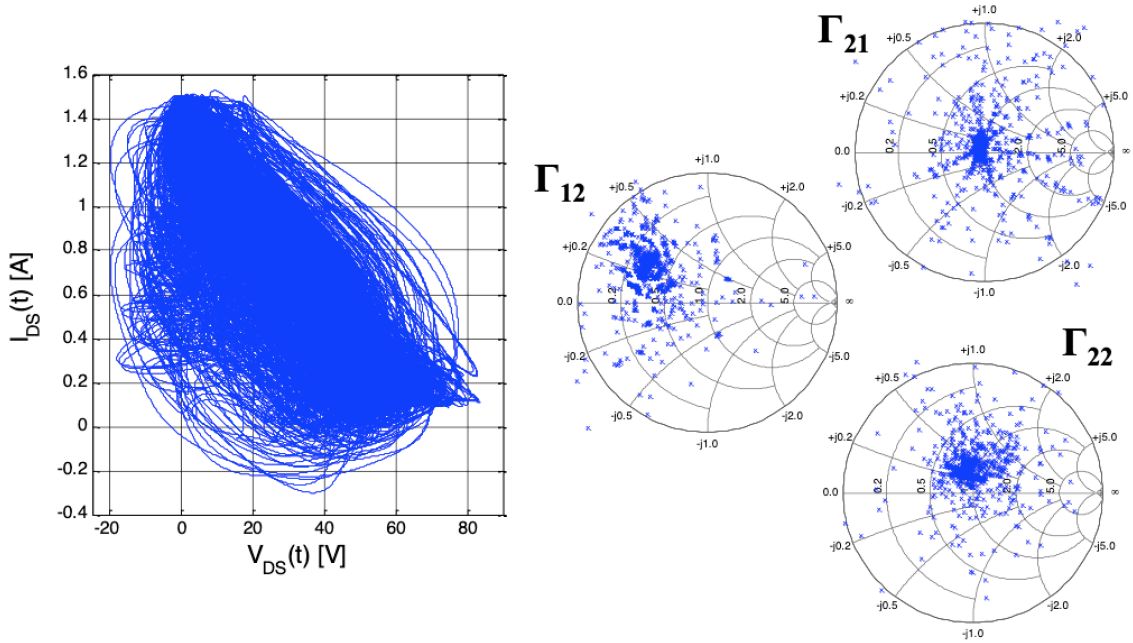 1.6
1.4
1.2
1
0.8
0.6
0.4
0.2
0
-0.2
-0.4
I_DS(t) [A]
-20 0 20 40 60 80
V_DS(t) [V]
Γ12
+j1.0
+j0.5 +j2.0
+j0.2 +j5.0
0.0 0.2 0.5 2.0 5.0 ∞
-j0.2 -j5.0
-j0.5 -j2.0
-j1.0
Γ21
+j1.0
+j0.5 +j2.0
+j0.2 +j5.0
0.0 0.2 0.5 2.0 5.0 ∞
-j0.2 -j5.0
-j0.5 -j2.0
-j1.0
Γ22
+j1.0
+j0.5 +j2.0
+j0.2 +j5.0
0.0 0.2 0.5 2.0 5.0 ∞
-j0.2 -j5.0
-j0.5 -j2.0
-j1.0